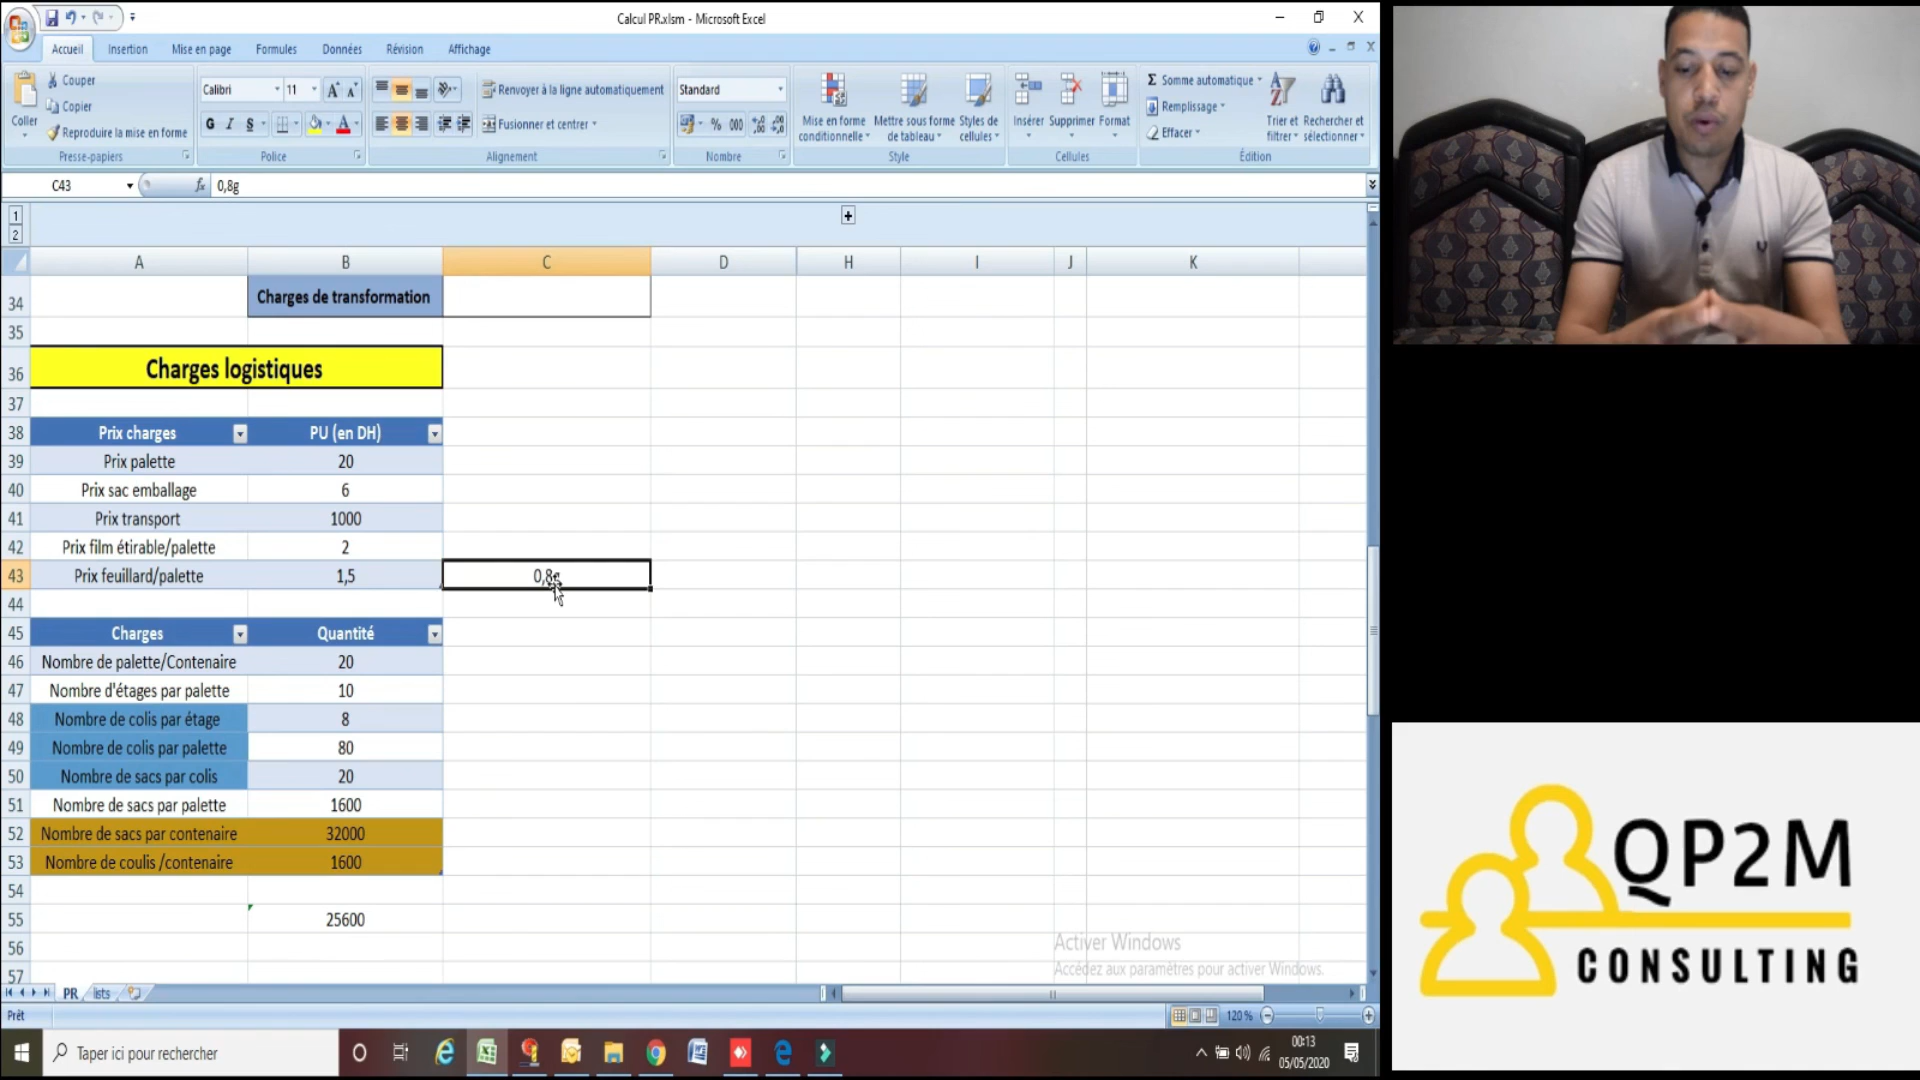 Calcul PR.xlsm - Microsoft Excel
Accueil Insertion Mise en page Formules Données Révision Affichage
Coller
Couper
Copier
Reproduire la mise en forme
Presse-papiers
Calibri 11
G I S
Police
Renvoyer à la ligne automatiquement
Fusionner et centrer
Alignement
Standard
% 000
Nombre
Mise en forme conditionnelle
Mettre sous forme de tableau
Styles de cellules
Style
Insérer Supprimer Format
Cellules
Somme automatique
Remplissage
Effacer
Trier et filtrer
Rechercher et sélectionner
Édition
C43 fx 0,8g
1
2
A B C D H I J K
34 Charges de transformation
35
36 Charges logistiques
37
38 Prix charges PU (en DH)
39 Prix palette 20
40 Prix sac emballage 6
41 Prix transport 1000
42 Prix film étirable/palette 2
43 Prix feuillard/palette 1,5 0,8g
44
45 Charges Quantité
46 Nombre de palette/Contenaire 20
47 Nombre d'étages par palette 10
48 Nombre de colis par étage 8
49 Nombre de colis par palette 80
50 Nombre de sacs par colis 20
51 Nombre de sacs par palette 1600
52 Nombre de sacs par contenaire 32000
53 Nombre de coulis /contenaire 1600
54
55 25600
56
57
Activer Windows
Accédez aux paramètres pour activer Windows.
PR lists
Prêt
120 %
Taper ici pour rechercher
00:13
05/05/2020
QP2M
CONSULTING